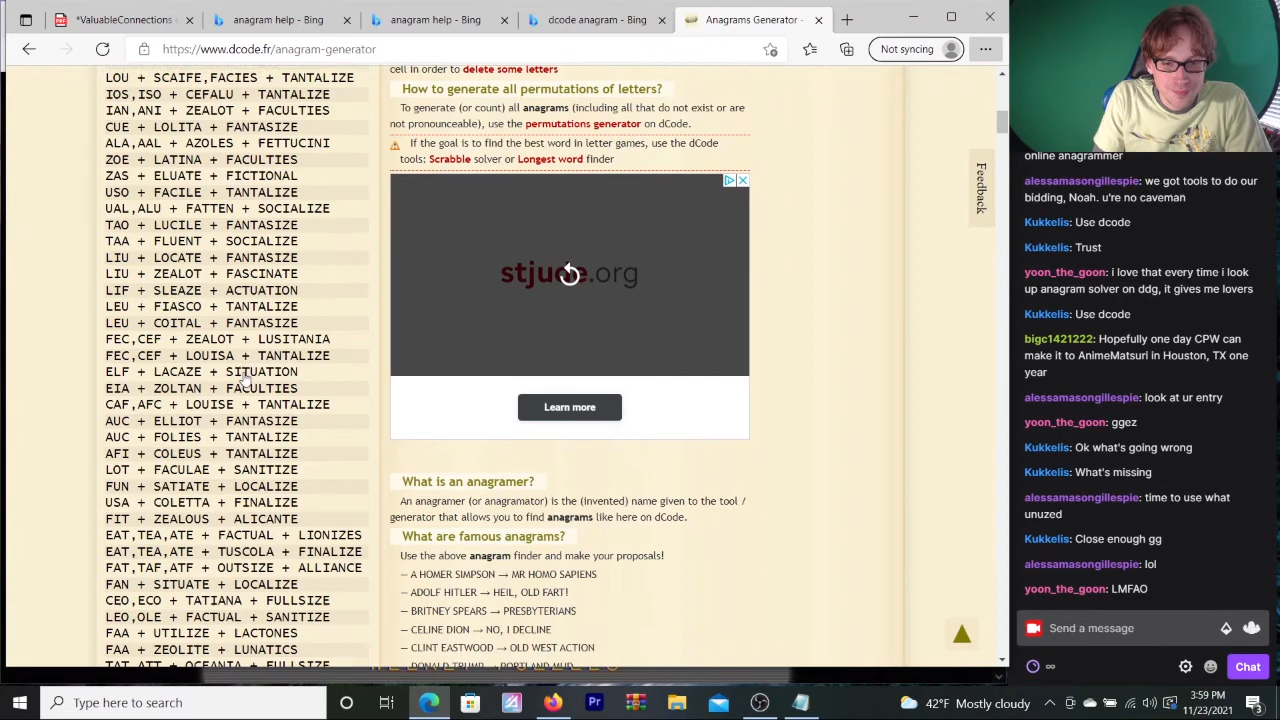 *ValuableConnections
anagram help - Bing
anagram help - Bing
dcode anagram - Bing
Anagrams Generator -
https://www.dcode.fr/anagram-generator
Not syncing
LOU + SCAIFE,FACIES + TANTALIZE
IOS,ISO + CEFALU + TANTALIZE
IAN,ANI + ZEALOT + FACULTIES
CUE + LOLITA + FANTASIZE
ALA,AAL + AZOLES + FETTUCINI
ZOE + LATINA + FACULTIES
ZAS + ELUATE + FICTIONAL
USO + FACILE + TANTALIZE
UAL,ALU + FATTEN + SOCIALIZE
TAO + LUCILE + FANTASIZE
TAA + FLUENT + SOCIALIZE
LIU + LOCATE + FANTASIZE
LIU + ZEALOT + FASCINATE
LIF + SLEAZE + ACTUATION
LEU + FIASCO + TANTALIZE
LEU + COITAL + FANTASIZE
FEC,CEF + ZEALOT + LUSITANIA
FEC,CEF + LOUISA + TANTALIZE
ELF + LACAZE + SITUATION
EIA + ZOLTAN + FACULTIES
CAF,AFC + LOUISE + TANTALIZE
AUC + ELLIOT + FANTASIZE
AUC + FOLIES + TANTALIZE
AFI + COLEUS + TANTALIZE
LOT + FACULAE + SANITIZE
FUN + SATIATE + LOCALIZE
USA + COLETTA + FINALIZE
FIT + ZEALOUS + ALICANTE
EAT,TEA,ATE + FACTUAL + LIONIZES
EAT,TEA,ATE + TUSCOLA + FINALIZE
FAT,TAF,ATF + OUTSIZE + ALLIANCE
FAN + SITUATE + LOCALIZE
CEO,ECO + TATIANA + FULLSIZE
LEO,OLE + FACTUAL + SANITIZE
FAA + UTILIZE + LACTONES
FAA + ZEOLITE + LUNATICS
TAT,ATT + OCEANIA + FULLSIZE
cell in order to delete some letters
How to generate all permutations of letters?
To generate (or count) all anagrams (including all that do not exist or are
not pronounceable), use the permutations generator on dCode.
If the goal is to find the best word in letter games, use the dCode
tools: Scrabble solver or Longest word finder
stjude.org
Learn more
What is an anagramer?
An anagramer (or anagramator) is the (invented) name given to the tool /
generator that allows you to find anagrams like here on dCode.
What are famous anagrams?
Use the above anagram finder and make your proposals!
— A HOMER SIMPSON → MR HOMO SAPIENS
— ADOLF HITLER → HEIL, OLD FART!
— BRITNEY SPEARS → PRESBYTERIANS
— CELINE DION → NO, I DECLINE
— CLINT EASTWOOD → OLD WEST ACTION
— DONALD TRUMP → PORTLAND MUD
Feedback
online anagrammer
alessamasongillespie: we got tools to do our
bidding, Noah. u're no caveman
Kukkelis: Use dcode
Kukkelis: Trust
yoon_the_goon: i love that every time i look
up anagram solver on ddg, it gives me lovers
Kukkelis: Use dcode
bigc1421222: Hopefully one day CPW can
make it to AnimeMatsuri in Houston, TX one
year
alessamasongillespie: look at ur entry
yoon_the_goon: ggez
Kukkelis: Ok what's going wrong
Kukkelis: What's missing
alessamasongillespie: time to use what
unuzed
Kukkelis: Close enough gg
alessamasongillespie: lol
yoon_the_goon: LMFAO
Send a message
Chat
Type here to search
Pr
42°F Mostly cloudy
3:59 PM
11/23/2021
3